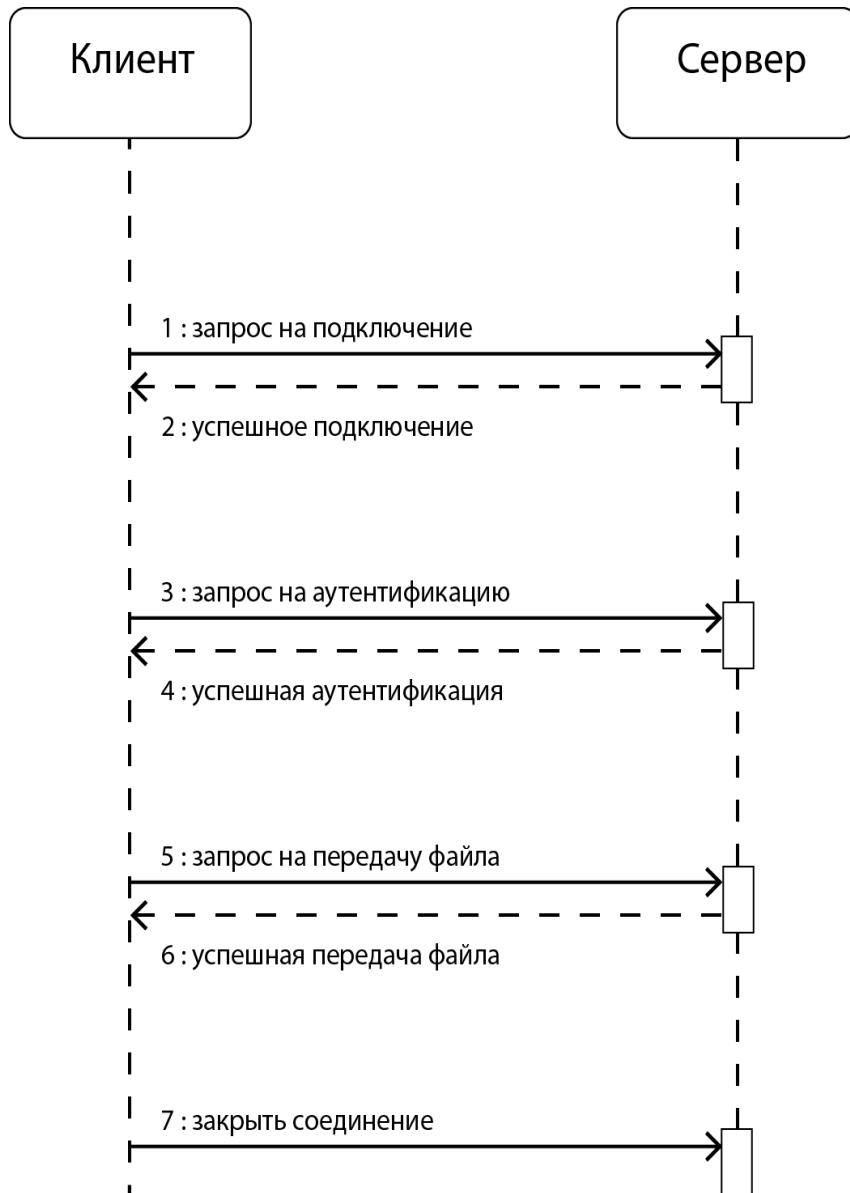 Клиент
Сервер
1 : запрос на подключение
2 : успешное подключение
3 : запрос на аутентификацию
4 : успешная аутентификация
5 : запрос на передачу файла
6 : успешная передача файла
7 : закрыть соединение